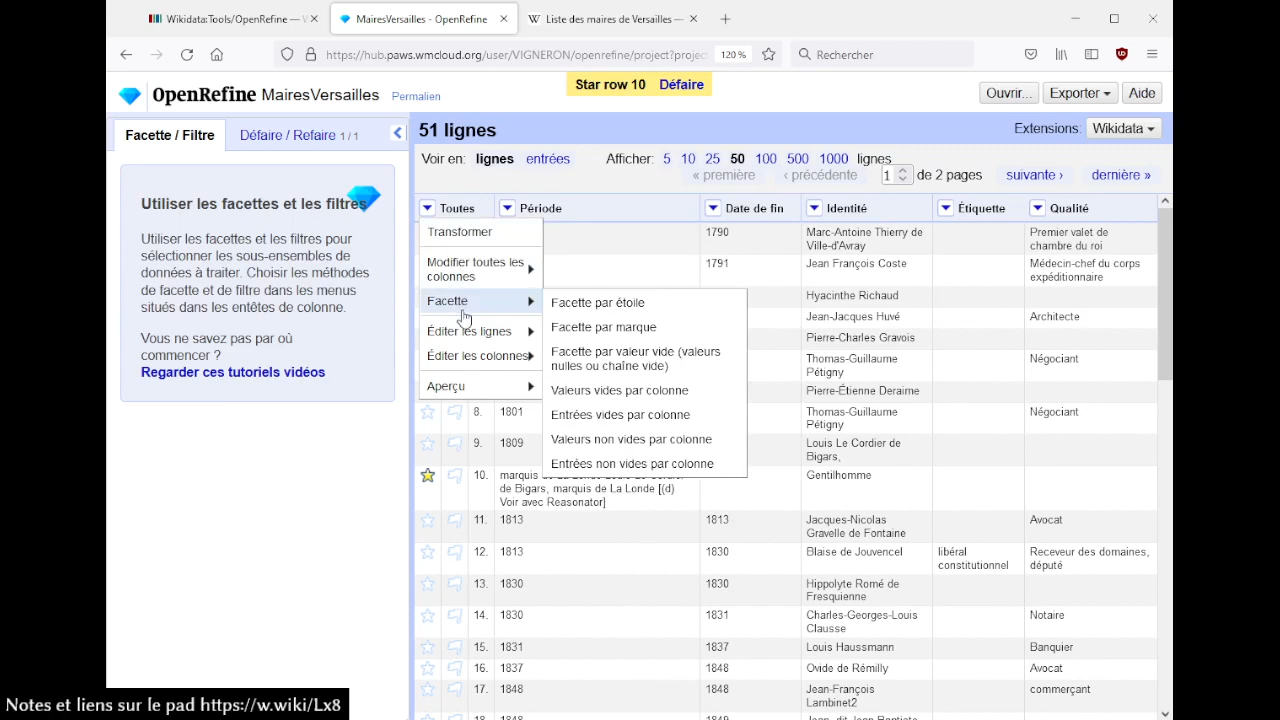 Wikidata:Tools/OpenRefine — W
MairesVersailles - OpenRefine
Liste des maires de Versailles —
https://hub.paws.wmcloud.org/user/VIGNERON/openrefine/project?projec
120 %
Rechercher
Star row 10 Défaire
OpenRefine MairesVersailles Permalien
Ouvrir... Exporter Aide
Facette / Filtre
Défaire / Refaire 1 / 1
51 lignes
Extensions: Wikidata
Voir en: lignes entrées Afficher: 5 10 25 50 100 500 1000 lignes
« première ‹ précédente 1 de 2 pages suivante › dernière »
Utiliser les facettes et les filtres
Utiliser les facettes et les filtres pour
sélectionner les sous-ensembles de
données à traiter. Choisir les méthodes
de facette et de filtre dans les menus
situés dans les entêtes de colonne.
Vous ne savez pas par où
commencer ?
Regarder ces tutoriels vidéos
Toutes Période Date de fin Identité Étiquette Qualité
Transformer
Modifier toutes les
colonnes
Facette
Éditer les lignes
Éditer les colonnes
Aperçu
Facette par étoile
Facette par marque
Facette par valeur vide (valeurs
nulles ou chaîne vide)
Valeurs vides par colonne
Entrées vides par colonne
Valeurs non vides par colonne
Entrées non vides par colonne
1790 Marc-Antoine Thierry de Premier valet de
Ville-d'Avray chambre du roi
1791 Jean François Coste Médecin-chef du corps
expéditionnaire
Hyacinthe Richaud
Jean-Jacques Huvé Architecte
Pierre-Charles Gravois
Thomas-Guillaume Négociant
Pétigny
Pierre-Étienne Deraime
8. 1801 Thomas-Guillaume Négociant
Pétigny
9. 1809 Louis Le Cordier de
Bigars,
10. Gentilhomme
de Bigars, marquis de La Londe [(d)
Voir avec Reasonator]
11. 1813 1813 Jacques-Nicolas Avocat
Gravelle de Fontaine
12. 1813 1830 Blaise de Jouvencel libéral Receveur des domaines,
constitutionnel député
13. 1830 1830 Hippolyte Romé de
Fresquienne
14. 1830 1831 Charles-Georges-Louis Notaire
Clausse
15. 1831 1837 Louis Haussmann Banquier
16. 1837 1848 Ovide de Rémilly Avocat
17. 1848 1848 Jean-François commerçant
Lambinet2
Notes et liens sur le pad https://w.wiki/Lx8